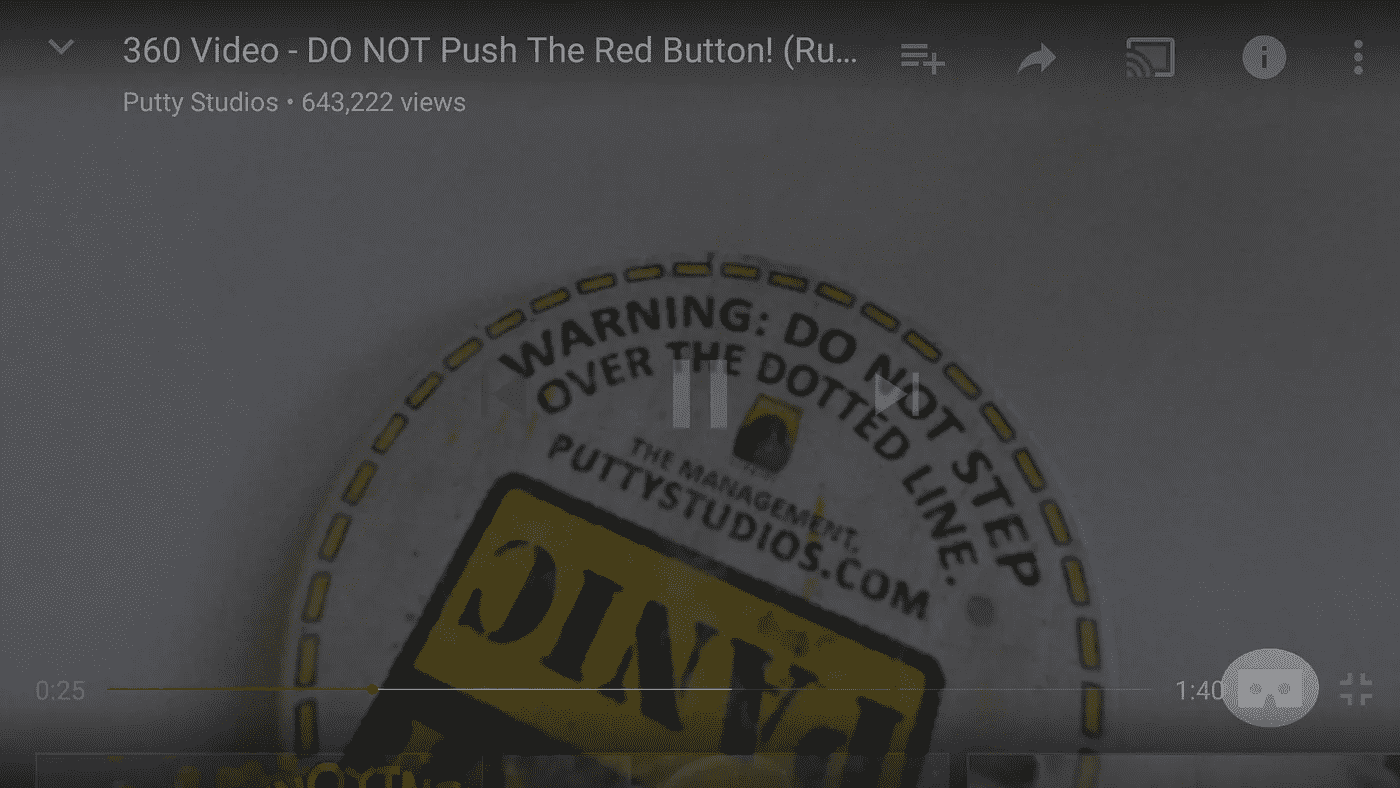 360 Video - DO NOT Push The Red Button! (Ru...
Putty Studios • 643,222 views
WARNING: DO NOT STEP
OVER THE DOTTED LINE.
THE MANAGEMENT,
PUTTYSTUDIOS.COM
PANIC
0:25
1:40